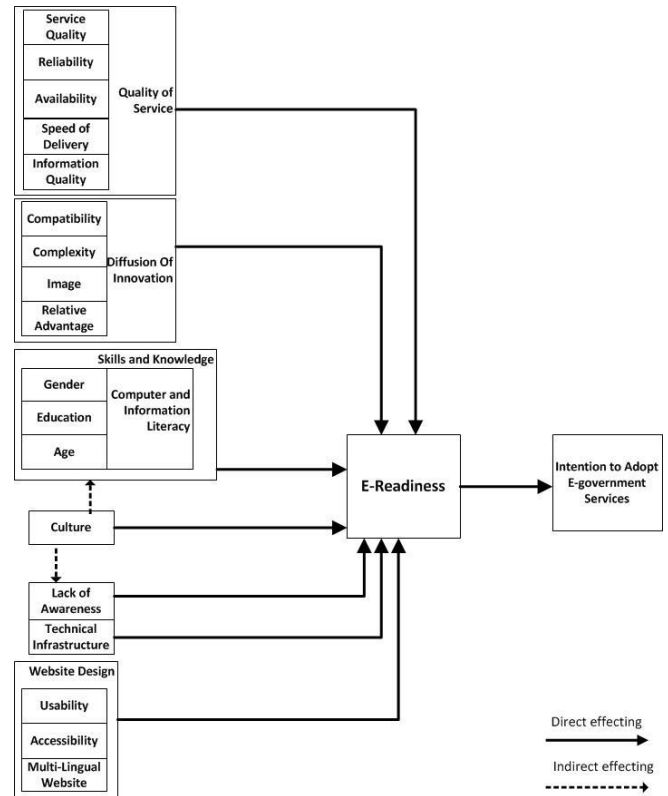 Service
Quality
Reliability
Availability
Speed of
Delivery
Information
Quality
Quality of
Service
Compatibility
Complexity
Image
Relative
Advantage
Diffusion Of
Innovation
Skills and Knowledge
Gender
Education
Age
Computer and
Information
Literacy
Culture
Lack of
Awareness
Technical
Infrastructure
Website Design
Usability
Accessibility
Multi-Lingual
Website
E-Readiness
Intention to Adopt
E-government
Services
Direct effecting
Indirect effecting